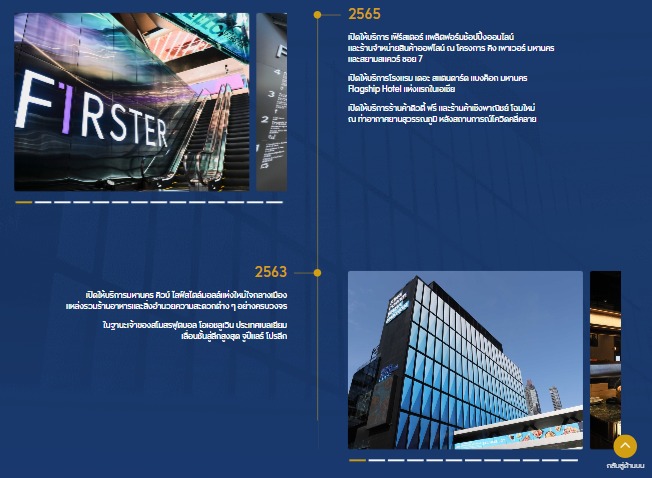 2565
เปิดให้บริการ เฟิร์สเตอร์ แพลตฟอร์มช้อปปิ้งออนไลน์
และร้านจำหน่ายสินค้าออฟไลน์ ณ โครงการ คิง เพาเวอร์ มหานคร
และสยามสแควร์ ซอย 7
เปิดให้บริการโรงแรม เดอะ สแตนดาร์ด แบงค็อก มหานคร
Flagship Hotel แห่งแรกในเอเชีย
เปิดให้บริการร้านค้าดิวตี้ ฟรี และร้านค้าเชิงพาณิชย์ โฉมใหม่
ณ ท่าอากาศยานสุวรรณภูมิ หลังสถานการณ์โควิดคลี่คลาย
FIRSTER
2563
เปิดให้บริการมหานคร คิวบ์ ไลฟ์สไตล์มอลล์แห่งใหม่ใจกลางเมือง
แหล่งรวมร้านอาหารและสิ่งอำนวยความสะดวกต่าง ๆ อย่างครบวงจร
ในฐานะเจ้าของสโมสรฟุตบอล โอเอชลูเวิน ประเทศเบลเยียม
เลื่อนชั้นสู่ลีกสูงสุด จูปีแลร์ โปรลีก
กลับสู่ด้านบน